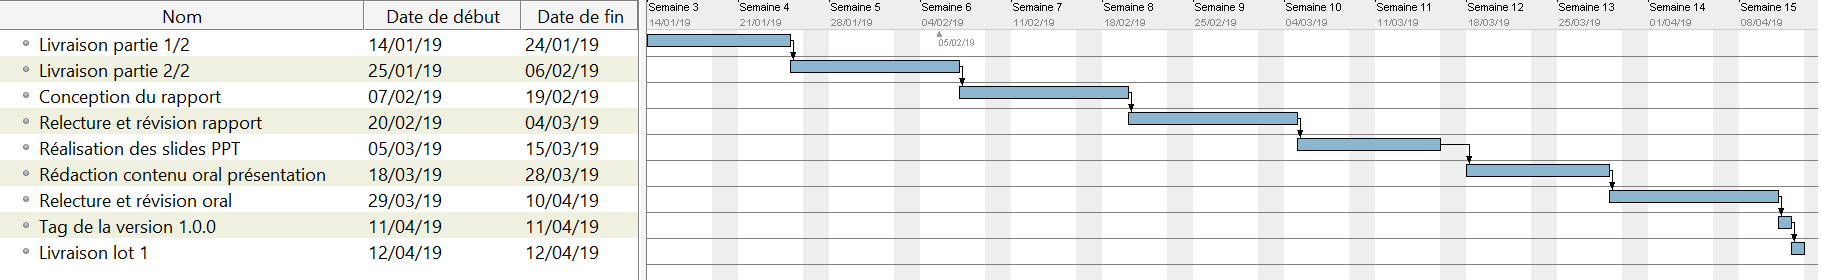 Nom Date de début Date de fin
Livraison partie 1/2 14/01/19 24/01/19
Livraison partie 2/2 25/01/19 06/02/19
Conception du rapport 07/02/19 19/02/19
Relecture et révision rapport 20/02/19 04/03/19
Réalisation des slides PPT 05/03/19 15/03/19
Rédaction contenu oral présentation 18/03/19 28/03/19
Relecture et révision oral 29/03/19 10/04/19
Tag de la version 1.0.0 11/04/19 11/04/19
Livraison lot 1 12/04/19 12/04/19
Semaine 3 Semaine 4 Semaine 5 Semaine 6 Semaine 7 Semaine 8 Semaine 9 Semaine 10 Semaine 11 Semaine 12 Semaine 13 Semaine 14 Semaine 15
14/01/19 21/01/19 28/01/19 04/02/19 11/02/19 18/02/19 25/02/19 04/03/19 11/03/19 18/03/19 25/03/19 01/04/19 08/04/19
05/02/19